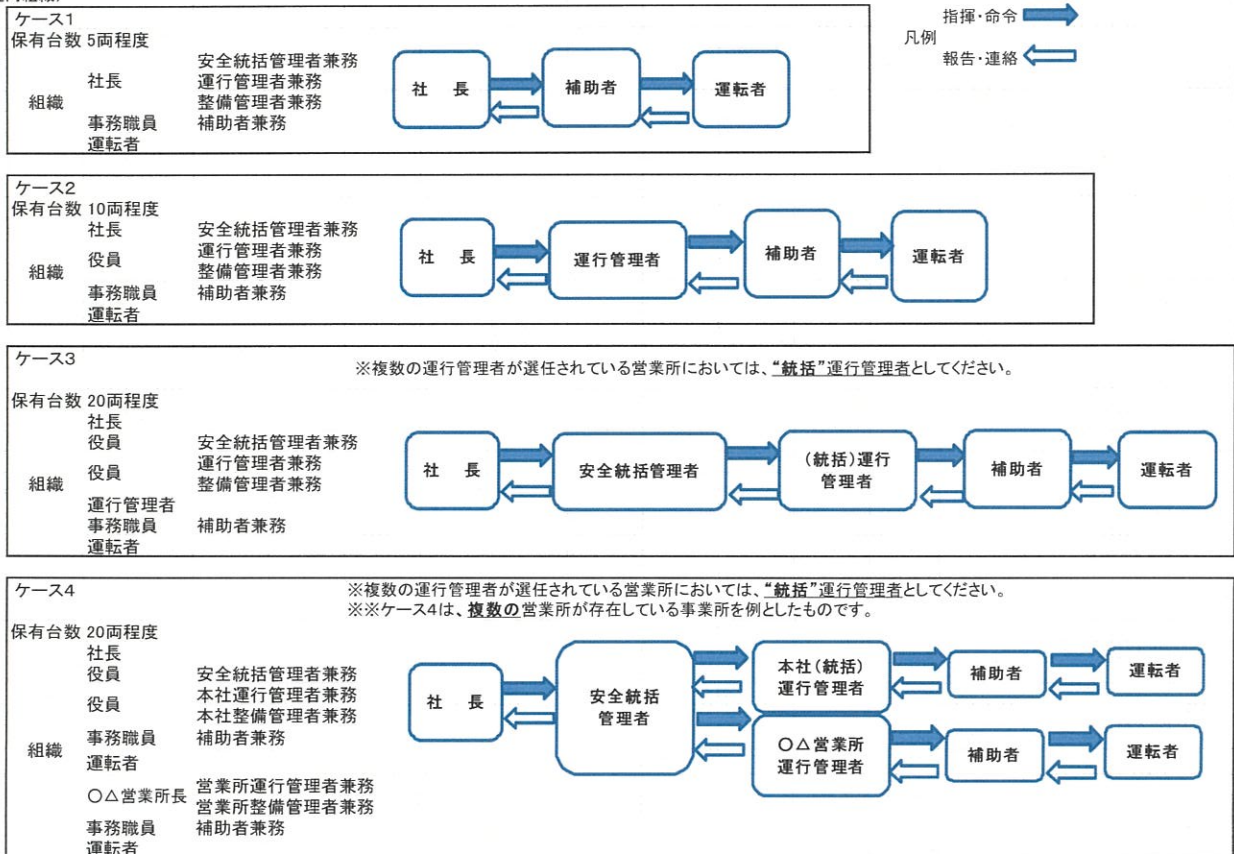 ケース1
保有台数 5両程度
組織
社長 安全統括管理者兼務
運行管理者兼務
整備管理者兼務
事務職員 補助者兼務
運転者
社 長
補助者
運転者
凡例
指揮・命令
報告・連絡
ケース2
保有台数 10両程度
組織
社長 安全統括管理者兼務
役員 運行管理者兼務
整備管理者兼務
事務職員 補助者兼務
運転者
社 長
運行管理者
補助者
運転者
ケース3
※複数の運行管理者が選任されている営業所においては、“統括”運行管理者としてください。
保有台数 20両程度
組織
社長
役員 安全統括管理者兼務
役員 運行管理者兼務
整備管理者兼務
運行管理者
事務職員 補助者兼務
運転者
社 長
安全統括管理者
(統括)運行
管理者
補助者
運転者
ケース4
※複数の運行管理者が選任されている営業所においては、“統括”運行管理者としてください。
※※ケース4は、複数の営業所が存在している事業所を例としたものです。
保有台数 20両程度
組織
社長
役員 安全統括管理者兼務
役員 本社運行管理者兼務
本社整備管理者兼務
事務職員 補助者兼務
運転者
〇△営業所長 営業所運行管理者兼務
営業所整備管理者兼務
事務職員 補助者兼務
運転者
社 長
安全統括
管理者
本社(統括)
運行管理者
補助者
運転者
〇△営業所
運行管理者
補助者
運転者